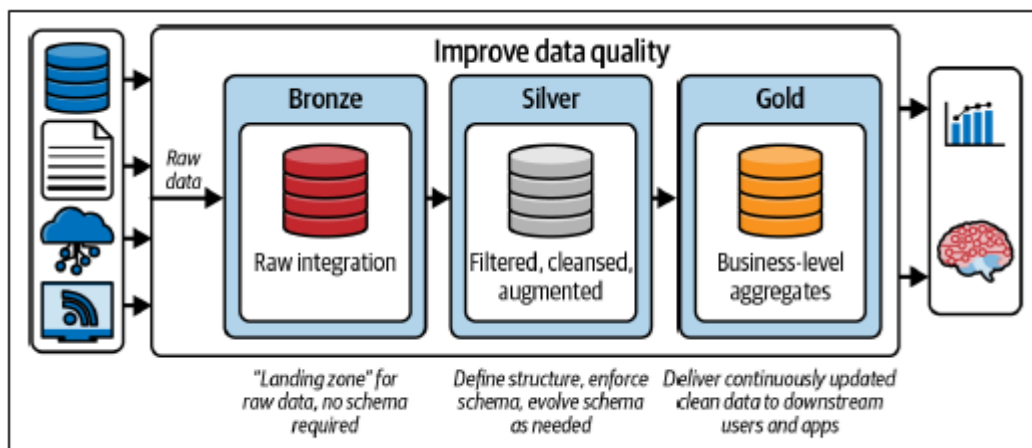 Improve data quality
Bronze
Silver
Gold
Raw
data
Raw integration
Filtered, cleansed,
augmented
Business-level
aggregates
"Landing zone" for
raw data, no schema
required
Define structure, enforce
schema, evolve schema
as needed
Deliver continuously updated
clean data to downstream
users and apps